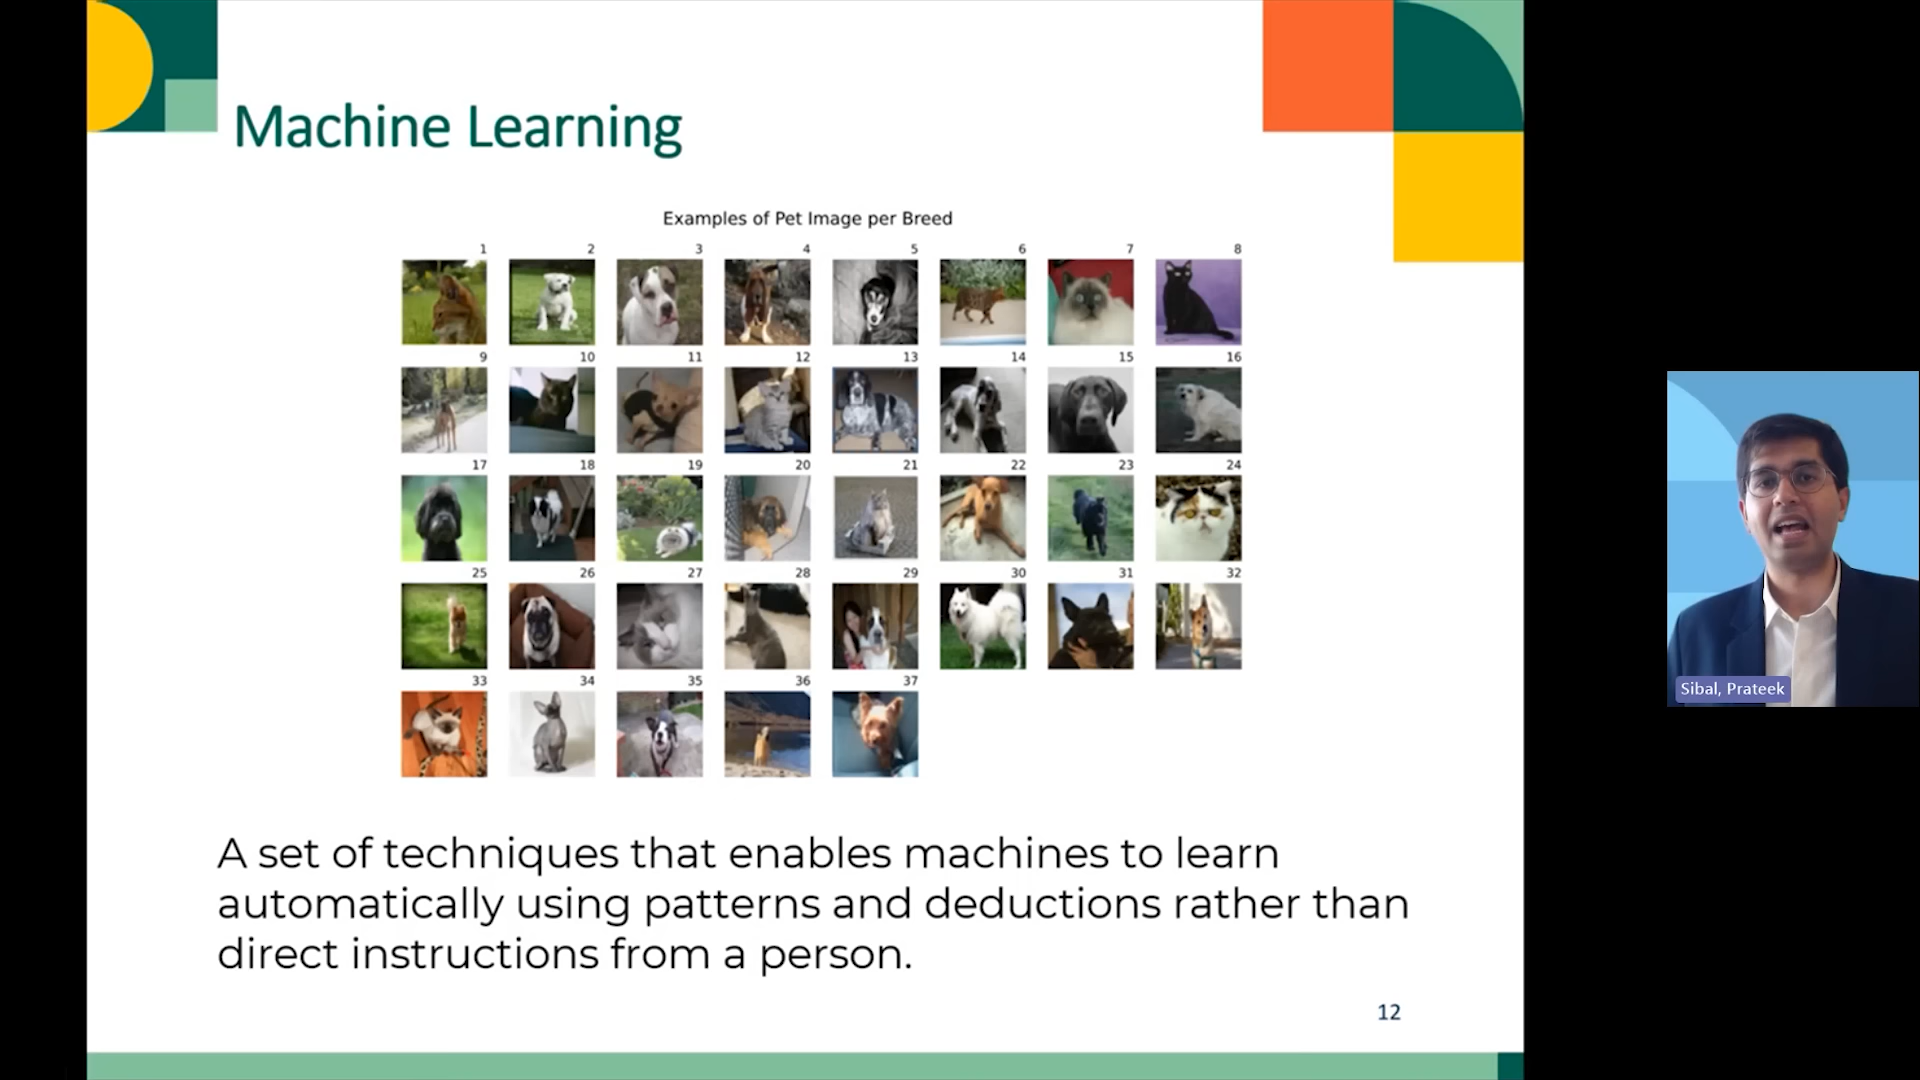 Machine Learning
Examples of Pet Image per Breed
1 2 3 4 5 6 7 8
9 10 11 12 13 14 15 16
17 18 19 20 21 22 23 24
25 26 27 28 29 30 31 32
33 34 35 36 37
A set of techniques that enables machines to learn
automatically using patterns and deductions rather than
direct instructions from a person.
12
Sibal, Prateek